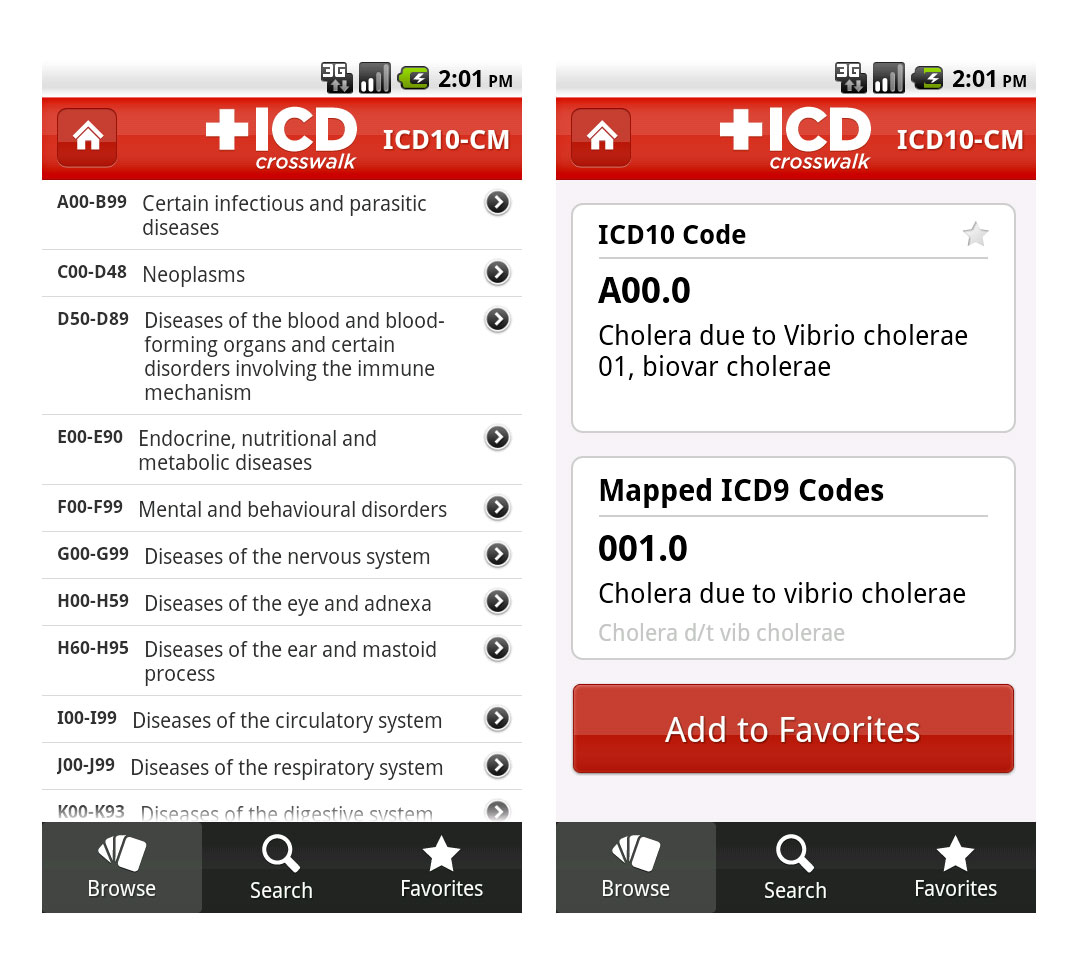 3G 2:01 PM
ICD crosswalk ICD10-CM
A00-B99 Certain infectious and parasitic
diseases
C00-D48 Neoplasms
D50-D89 Diseases of the blood and blood-
forming organs and certain
disorders involving the immune
mechanism
E00-E90 Endocrine, nutritional and
metabolic diseases
F00-F99 Mental and behavioural disorders
G00-G99 Diseases of the nervous system
H00-H59 Diseases of the eye and adnexa
H60-H95 Diseases of the ear and mastoid
process
I00-I99 Diseases of the circulatory system
J00-J99 Diseases of the respiratory system
K00-K93 Diseases of the digestive system
Browse Search Favorites
3G 2:01 PM
ICD crosswalk ICD10-CM
ICD10 Code
A00.0
Cholera due to Vibrio cholerae
01, biovar cholerae
Mapped ICD9 Codes
001.0
Cholera due to vibrio cholerae
Cholera d/t vib cholerae
Add to Favorites
Browse Search Favorites